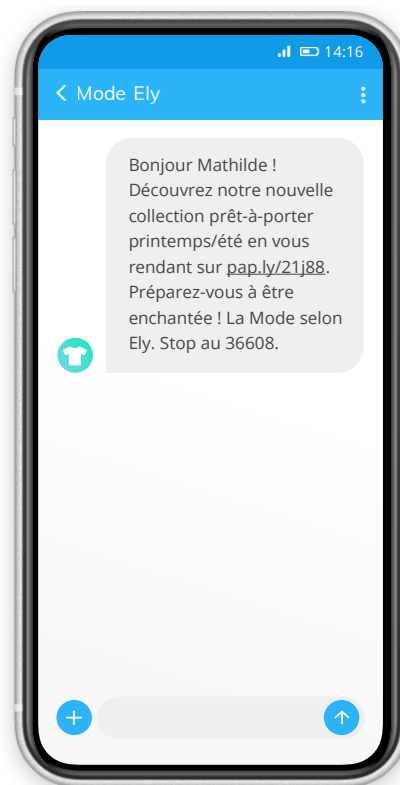 14:16
Mode Ely
Bonjour Mathilde !
Découvrez notre nouvelle
collection prêt-à-porter
printemps/été en vous
rendant sur pap.ly/21j88.
Préparez-vous à être
enchantée ! La Mode selon
Ely. Stop au 36608.